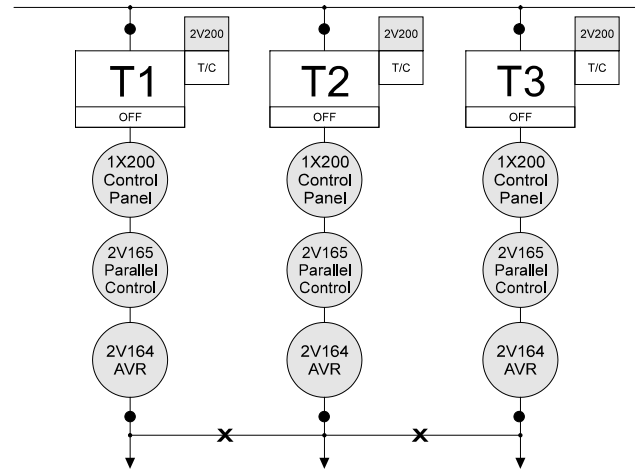 2V200
2V200
2V200
T1
T/C
T2
T/C
T3
T/C
OFF
OFF
OFF
1X200
Control
Panel
1X200
Control
Panel
1X200
Control
Panel
2V165
Parallel
Control
2V165
Parallel
Control
2V165
Parallel
Control
2V164
AVR
2V164
AVR
2V164
AVR
X
X